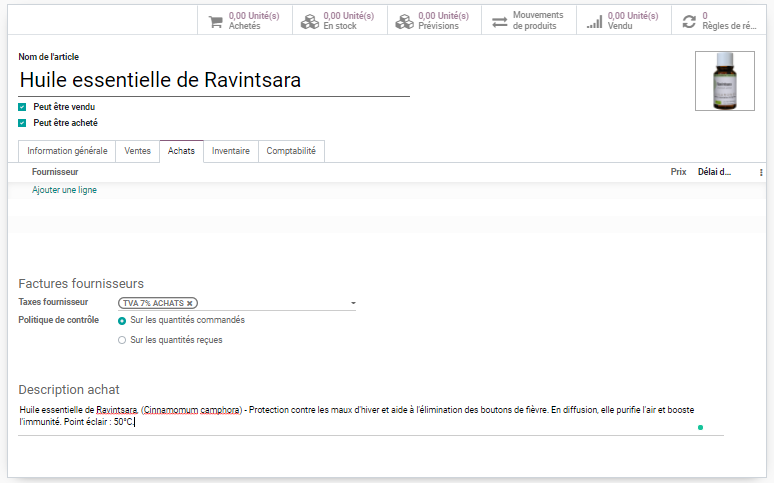 0,00 Unité(s)
Achetés
0,00 Unité(s)
En stock
0,00 Unité(s)
Prévisions
Mouvements
de produits
0,00 Unité(s)
Vendu
0
Règles de ré...
Nom de l'article
Huile essentielle de Ravintsara
Peut être vendu
Peut être acheté
Information générale Ventes Achats Inventaire Comptabilité
Fournisseur Prix Délai d...
Ajouter une ligne
Factures fournisseurs
Taxes fournisseur TVA 7% ACHATS
Politique de contrôle Sur les quantités commandés
Sur les quantités reçues
Description achat
Huile essentielle de Ravintsara, (Cinnamomum camphora) - Protection contre les maux d'hiver et aide à l'élimination des boutons de fièvre. En diffusion, elle purifie l'air et booste
l'immunité. Point éclair : 50°C.